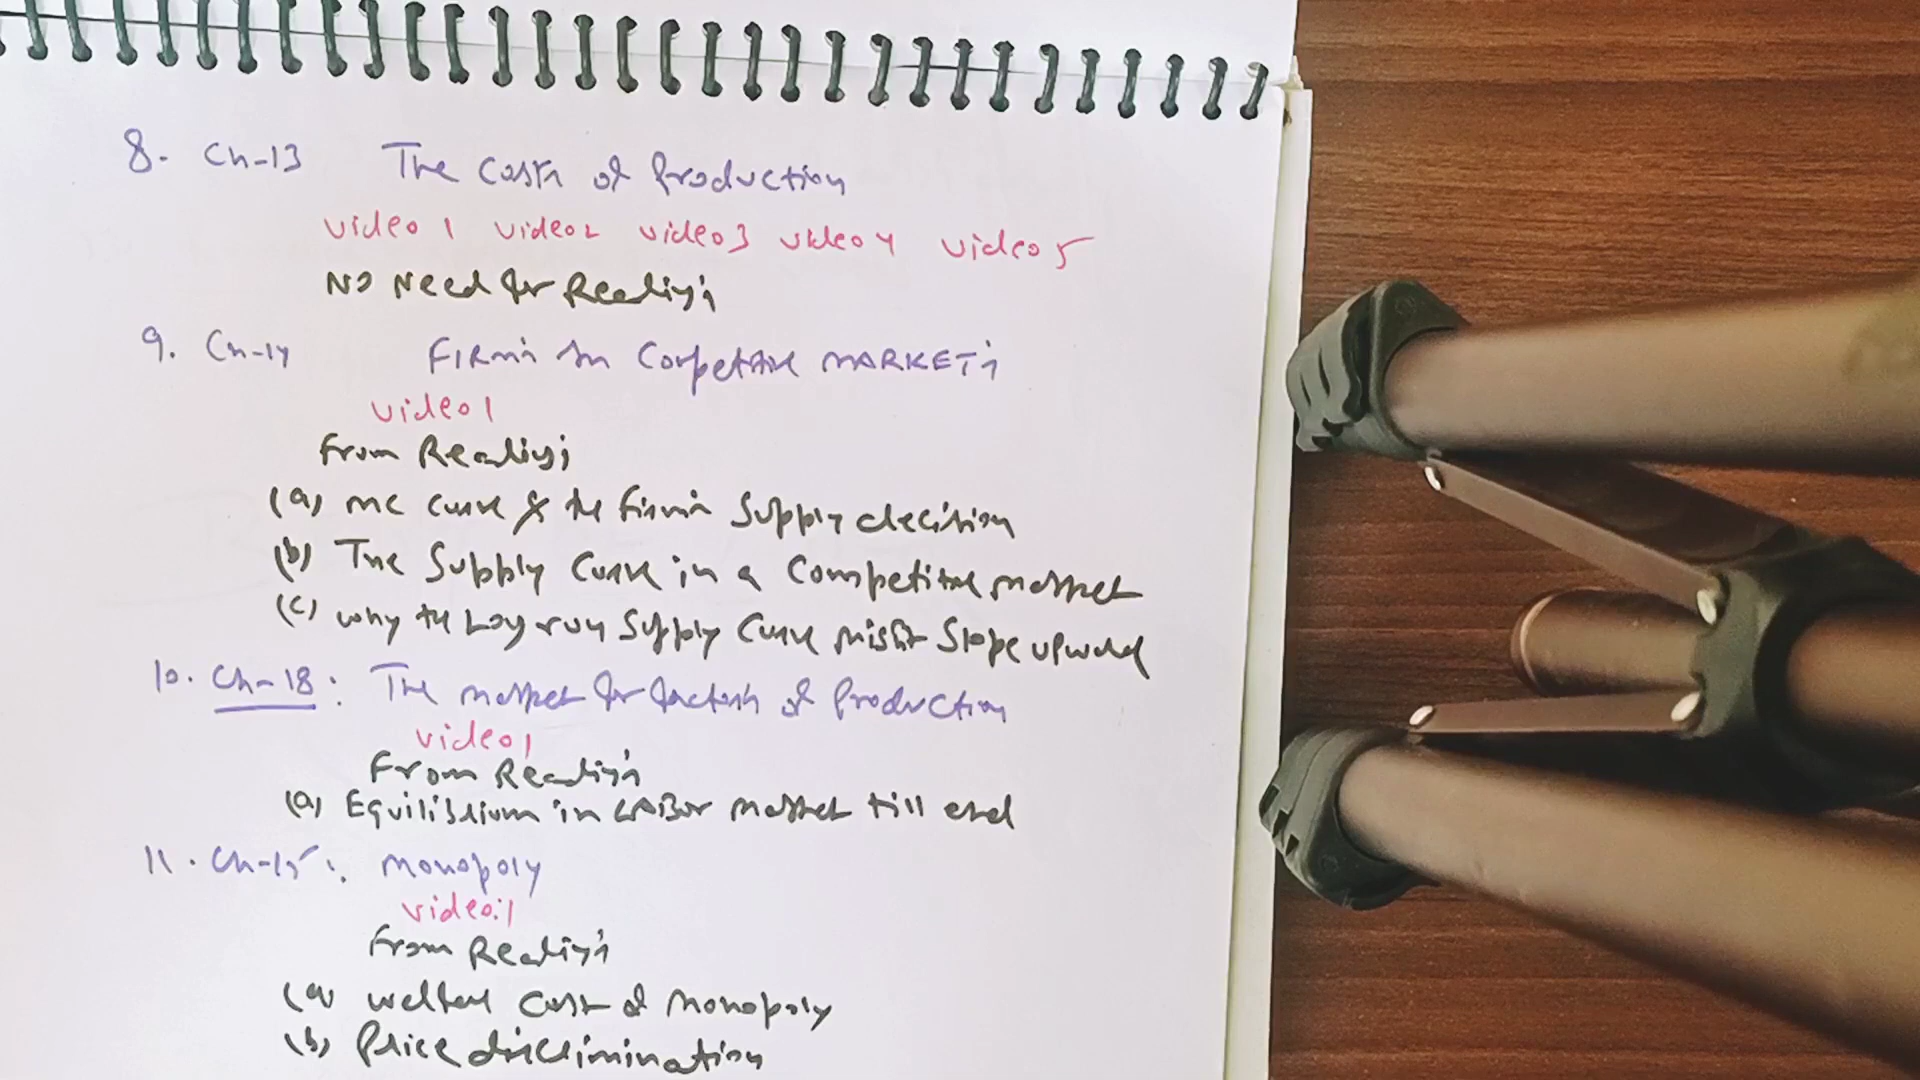 8. Ch-13 The Costs of Production
video 1 video 2 video 3 video 4 video 5
No Need for Readings
9. Ch-14 FIRMS In Competitive MARKETS
video 1
From Readings
(a) MC curve & the Firm's Supply decision
(b) The Supply Curve in a Competitive market
(c) why the Long run Supply Curve might Slope upward
10. Ch-18: The market for factors of Production
video 1
From Readings
(a) Equilibrium in LABOR market till end
11. Ch-15: Monopoly
video:1
From Readings
(a) welfare Cost of Monopoly
(b) Price discrimination